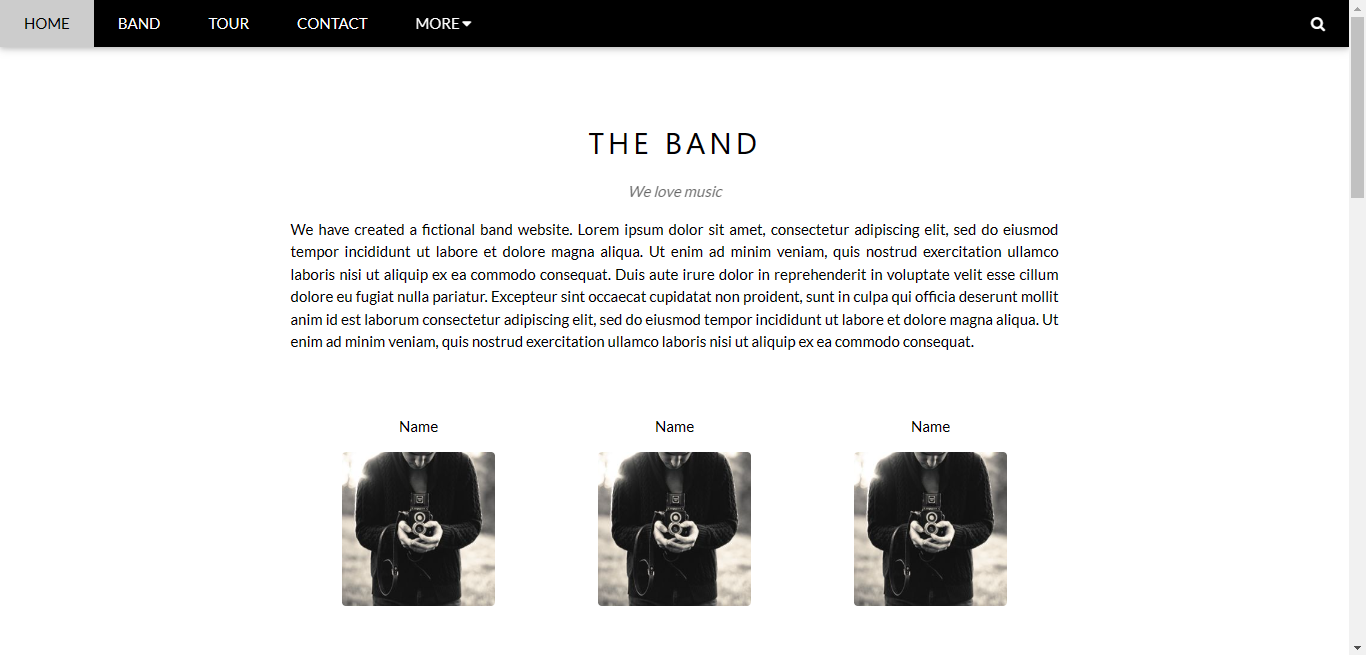 HOME BAND TOUR CONTACT MORE
THE BAND
We love music
We have created a fictional band website. Lorem ipsum dolor sit amet, consectetur adipiscing elit, sed do eiusmod
tempor incididunt ut labore et dolore magna aliqua. Ut enim ad minim veniam, quis nostrud exercitation ullamco
laboris nisi ut aliquip ex ea commodo consequat. Duis aute irure dolor in reprehenderit in voluptate velit esse cillum
dolore eu fugiat nulla pariatur. Excepteur sint occaecat cupidatat non proident, sunt in culpa qui officia deserunt mollit
anim id est laborum consectetur adipiscing elit, sed do eiusmod tempor incididunt ut labore et dolore magna aliqua. Ut
enim ad minim veniam, quis nostrud exercitation ullamco laboris nisi ut aliquip ex ea commodo consequat.
Name Name Name